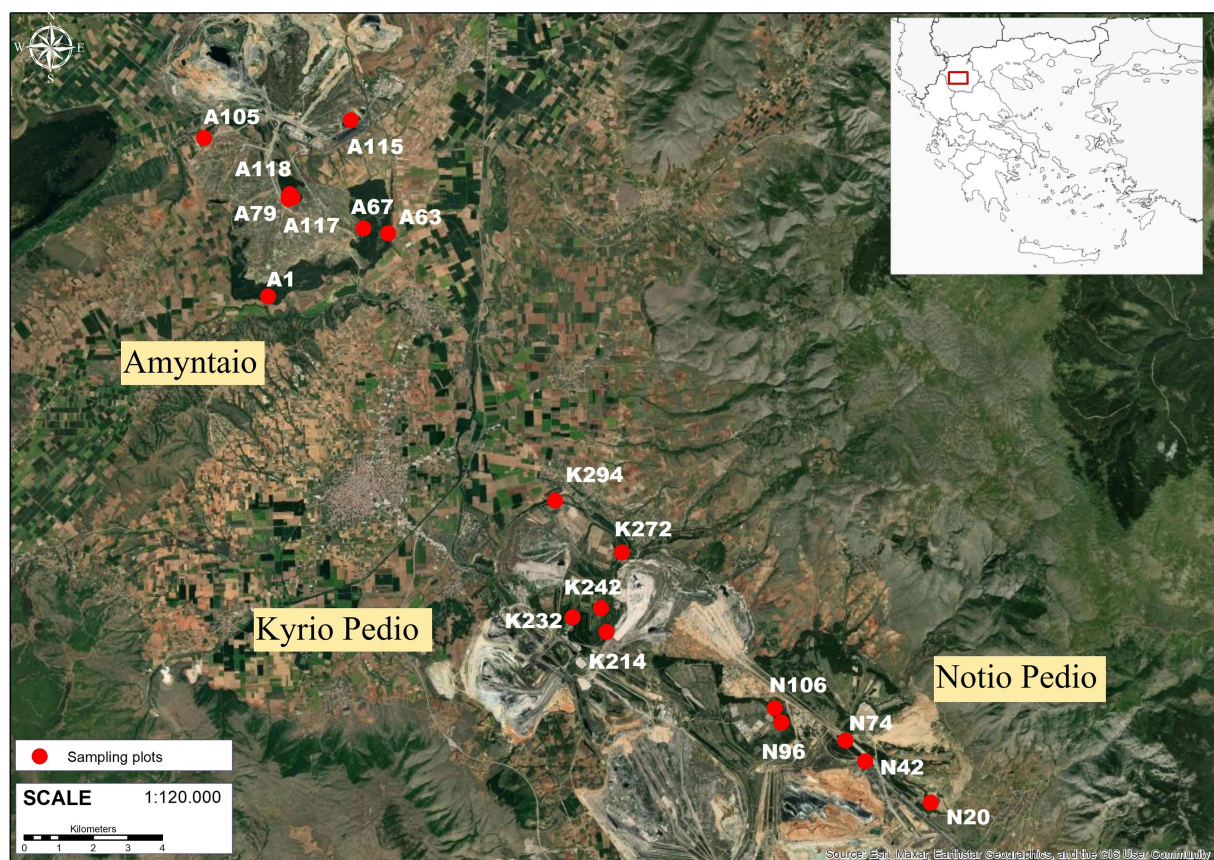 N
W E
S
A105
A115
A118
A79
A117
A67
A63
A1
Amyntaio
K294
K272
K242
K232
K214
Kyrio Pedio
N106
N96
N74
N42
N20
Notio Pedio
Sampling plots
SCALE 1:120.000
Kilometers
0 1 2 3 4
Source: Esri, Maxar, Earthstar Geographics, and the GIS User Community